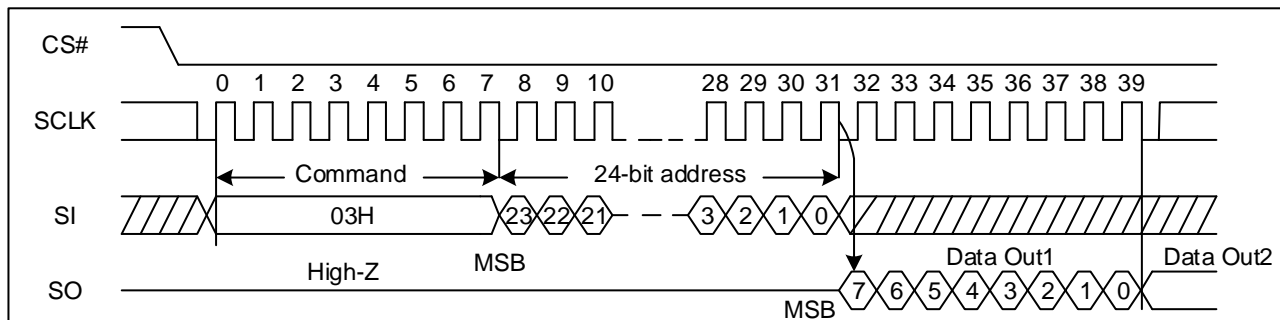 CS#
0 1 2 3 4 5 6 7 8 9 10 28 29 30 31 32 33 34 35 36 37 38 39
SCLK
Command 24-bit address
SI 03H 23 22 21 3 2 1 0
High-Z MSB Data Out1 Data Out2
SO MSB 7 6 5 4 3 2 1 0